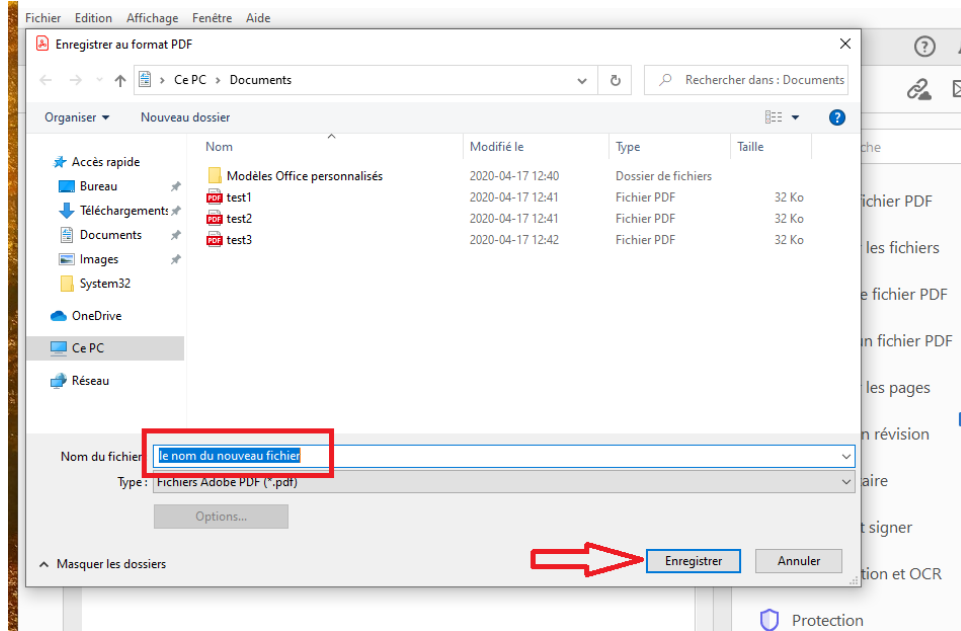 Fichier Edition Affichage Fenêtre Aide
Enregistrer au format PDF
Ce PC > Documents
Rechercher dans : Documents
Organiser
Nouveau dossier
Nom Modifié le Type Taille
Accès rapide
Bureau
Téléchargements
Documents
Images
System32
OneDrive
Ce PC
Réseau
Modèles Office personnalisés 2020-04-17 12:40 Dossier de fichiers
test1 2020-04-17 12:41 Fichier PDF 32 Ko
test2 2020-04-17 12:41 Fichier PDF 32 Ko
test3 2020-04-17 12:42 Fichier PDF 32 Ko
Nom du fichier
le nom du nouveau fichier
Type : Fichiers Adobe PDF (*.pdf)
Options...
Masquer les dossiers
Enregistrer
Annuler
che
ichier PDF
les fichiers
e fichier PDF
un fichier PDF
les pages
n révision
aire
t signer
tion et OCR
Protection